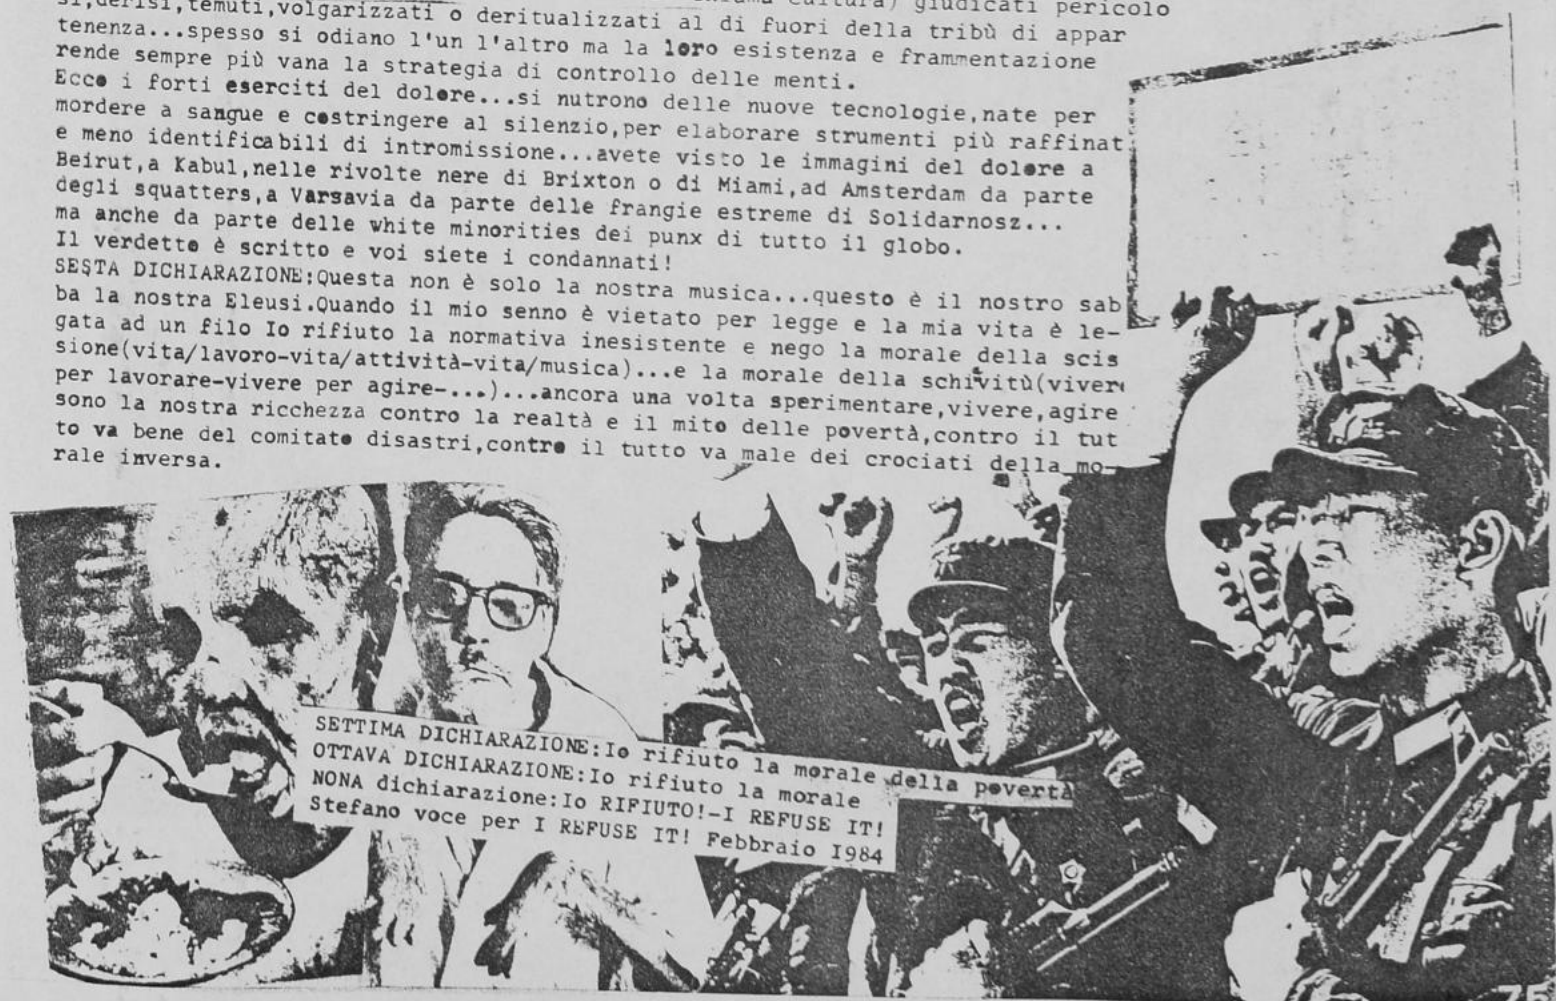 si,derisi,temuti,volgarizzati o deritualizzati al di fuori della tribù di appar
cultura) giudicati pericolo
tenenza...spesso si odiano l'un l'altro ma la loro esistenza e frammentazione
rende sempre più vana la strategia di controllo delle menti.
Ecco i forti eserciti del dolore...si nutrono delle nuove tecnologie,nate per
mordere a sangue e costringere al silenzio,per elaborare strumenti più raffinat
e meno identificabili di intromissione...avete visto le immagini del dolore a
Beirut,a Kabul,nelle rivolte nere di Brixton o di Miami,ad Amsterdam da parte
degli squatters,a Varsavia da parte delle frangie estreme di Solidarnosz...
ma anche da parte delle white minorities dei punx di tutto il globo.
Il verdetto è scritto e voi siete i condannati!
SESTA DICHIARAZIONE:Questa non è solo la nostra musica...questo è il nostro sab
ba la nostra Eleusi.Quando il mio senno è vietato per legge e la mia vita è le-
gata ad un filo Io rifiuto la normativa inesistente e nego la morale della scis
sione(vita/lavoro-vita/attività-vita/musica)...e la morale della schivitù(vivere
per lavorare-vivere per agire-...)...ancora una volta sperimentare,vivere,agire
sono la nostra ricchezza contro la realtà e il mito delle povertà,contro il tut
to va bene del comitato disastri,contro il tutto va male dei crociati della mo-
rale inversa.
SETTIMA DICHIARAZIONE:Io rifiuto la morale della povertà
OTTAVA DICHIARAZIONE:Io rifiuto la morale
NONA dichiarazione:Io RIFIUTO!-I REFUSE IT!
Stefano voce per I REFUSE IT! Febbraio I984